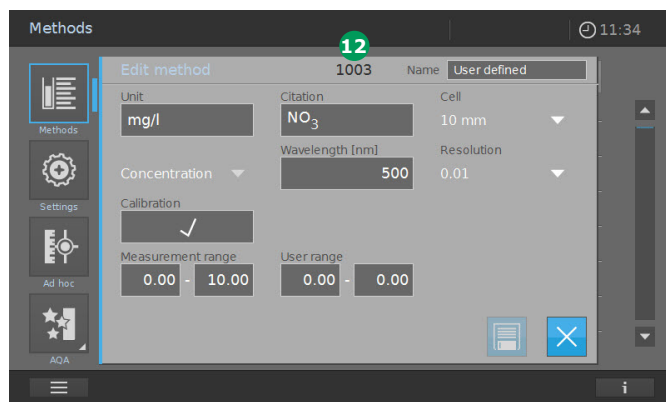 Methods
11:34
12
Edit method
1003
Name
User defined
Unit
Citation
Cell
mg/l
NO3
10 mm
Methods
Wavelength [nm]
Resolution
Concentration
500
0.01
Settings
Calibration
Measurement range
User range
0.00 - 10.00
0.00 - 0.00
Ad hoc
AQA
i